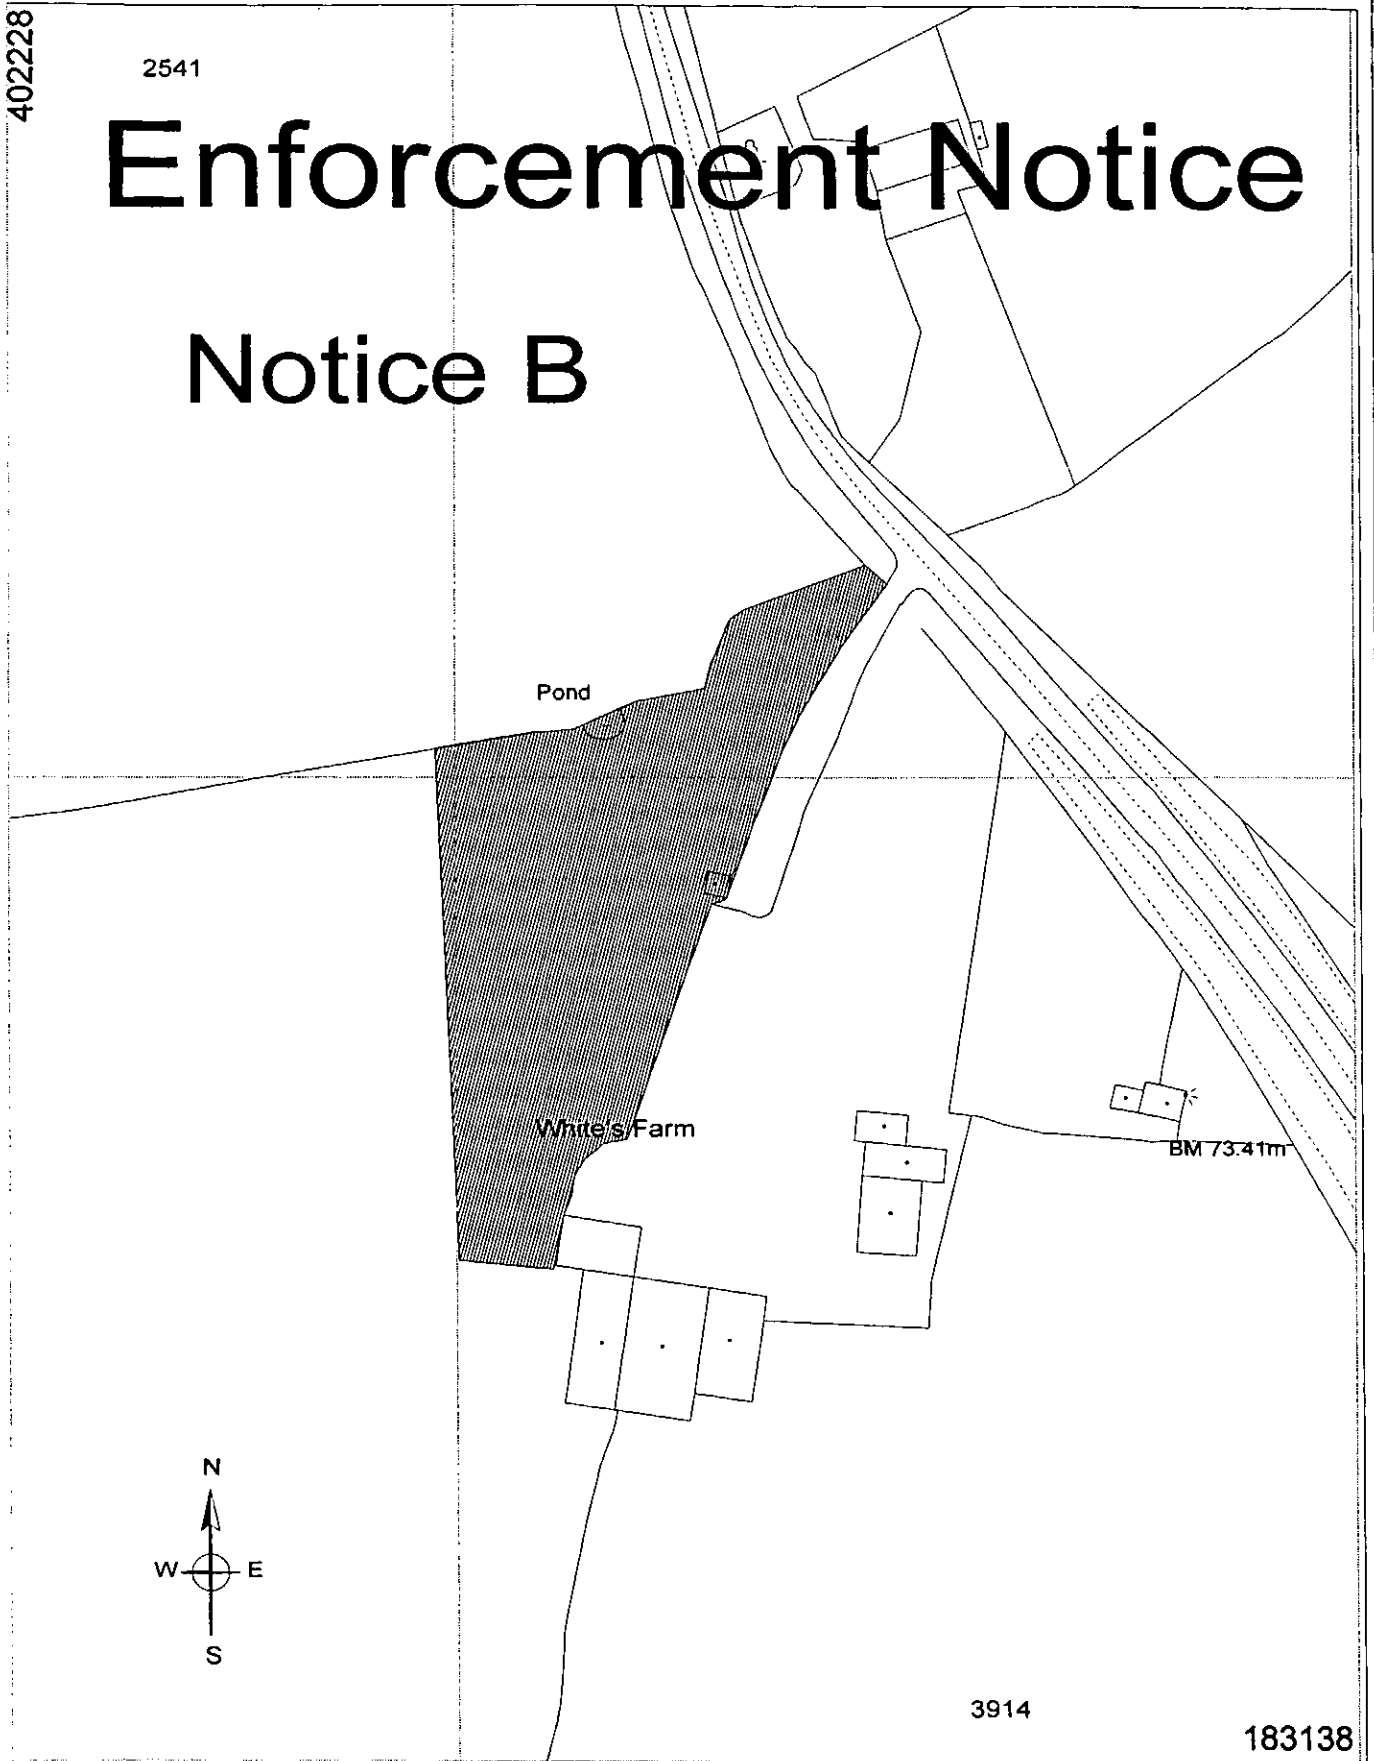 402228
2541
Enforcement Notice
Notice B
Pond
White's Farm
BM 73.41m
N
W E
S
3914
183138